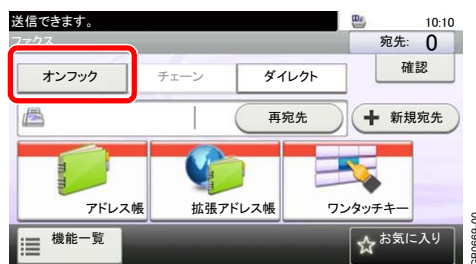 送信できます。
10:10
ファクス
宛先: 0
オンフック
チェーン
ダイレクト
確認
再宛先
新規宛先
アドレス帳
拡張アドレス帳
ワンタッチキー
機能一覧
お気に入り